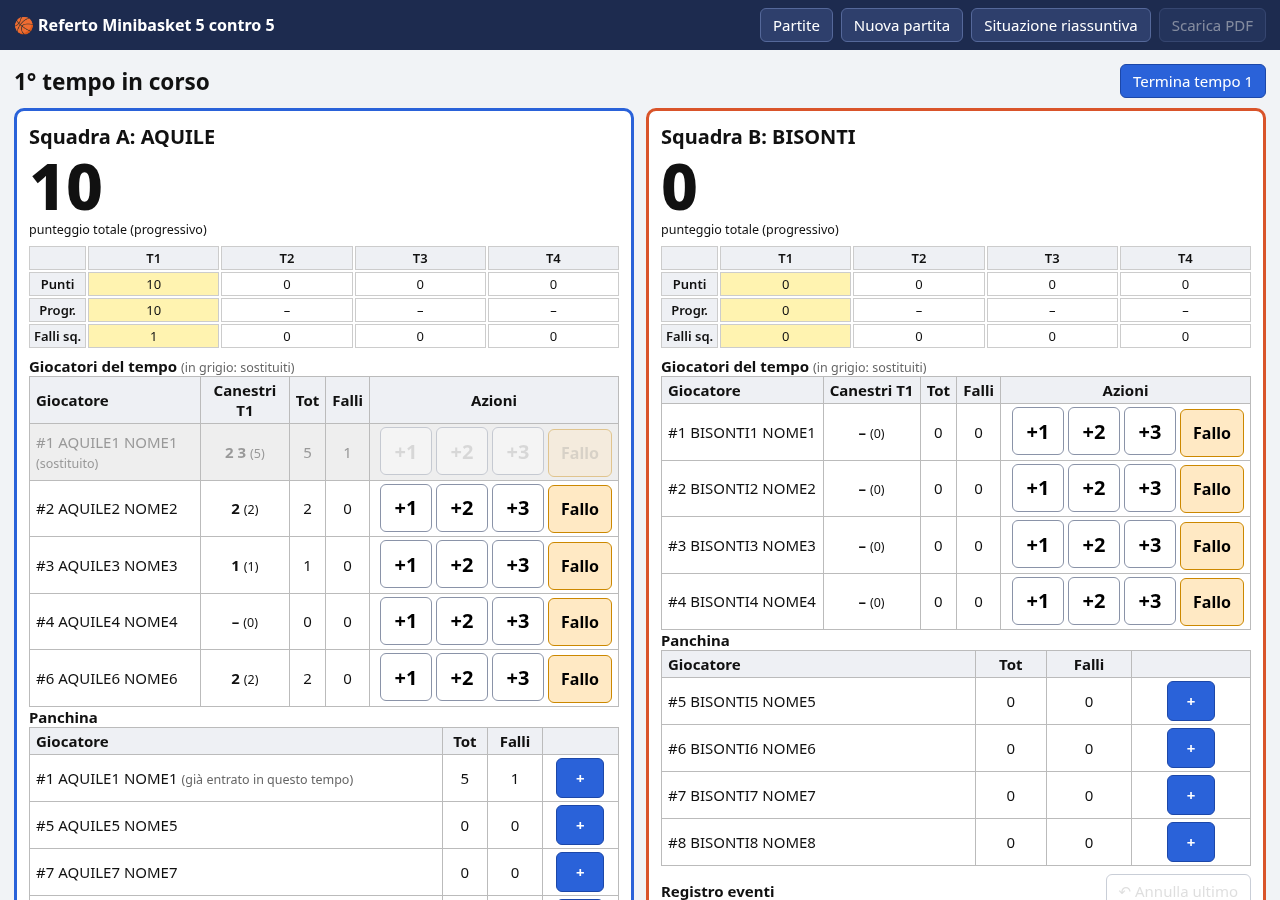 🏀 Referto Minibasket 5 contro 5
Partite
Nuova partita
Situazione riassuntiva
Scarica PDF
1° tempo in corso
Termina tempo 1
Squadra A: AQUILE
10
punteggio totale (progressivo)
T1 T2 T3 T4
Punti 10 0 0 0
Progr. 10 – – –
Falli sq. 1 0 0 0
Giocatori del tempo (in grigio: sostituiti)
Giocatore Canestri T1 Tot Falli Azioni
#1 AQUILE1 NOME1 (sostituito) 2 3 (5) 5 1 +1 +2 +3 Fallo
#2 AQUILE2 NOME2 2 (2) 2 0 +1 +2 +3 Fallo
#3 AQUILE3 NOME3 1 (1) 1 0 +1 +2 +3 Fallo
#4 AQUILE4 NOME4 – (0) 0 0 +1 +2 +3 Fallo
#6 AQUILE6 NOME6 2 (2) 2 0 +1 +2 +3 Fallo
Panchina
Giocatore Tot Falli
#1 AQUILE1 NOME1 (già entrato in questo tempo) 5 1 +
#5 AQUILE5 NOME5 0 0 +
#7 AQUILE7 NOME7 0 0 +
Squadra B: BISONTI
0
punteggio totale (progressivo)
T1 T2 T3 T4
Punti 0 0 0 0
Progr. 0 – – –
Falli sq. 0 0 0 0
Giocatori del tempo (in grigio: sostituiti)
Giocatore Canestri T1 Tot Falli Azioni
#1 BISONTI1 NOME1 – (0) 0 0 +1 +2 +3 Fallo
#2 BISONTI2 NOME2 – (0) 0 0 +1 +2 +3 Fallo
#3 BISONTI3 NOME3 – (0) 0 0 +1 +2 +3 Fallo
#4 BISONTI4 NOME4 – (0) 0 0 +1 +2 +3 Fallo
Panchina
Giocatore Tot Falli
#5 BISONTI5 NOME5 0 0 +
#6 BISONTI6 NOME6 0 0 +
#7 BISONTI7 NOME7 0 0 +
#8 BISONTI8 NOME8 0 0 +
Registro eventi
↶ Annulla ultimo